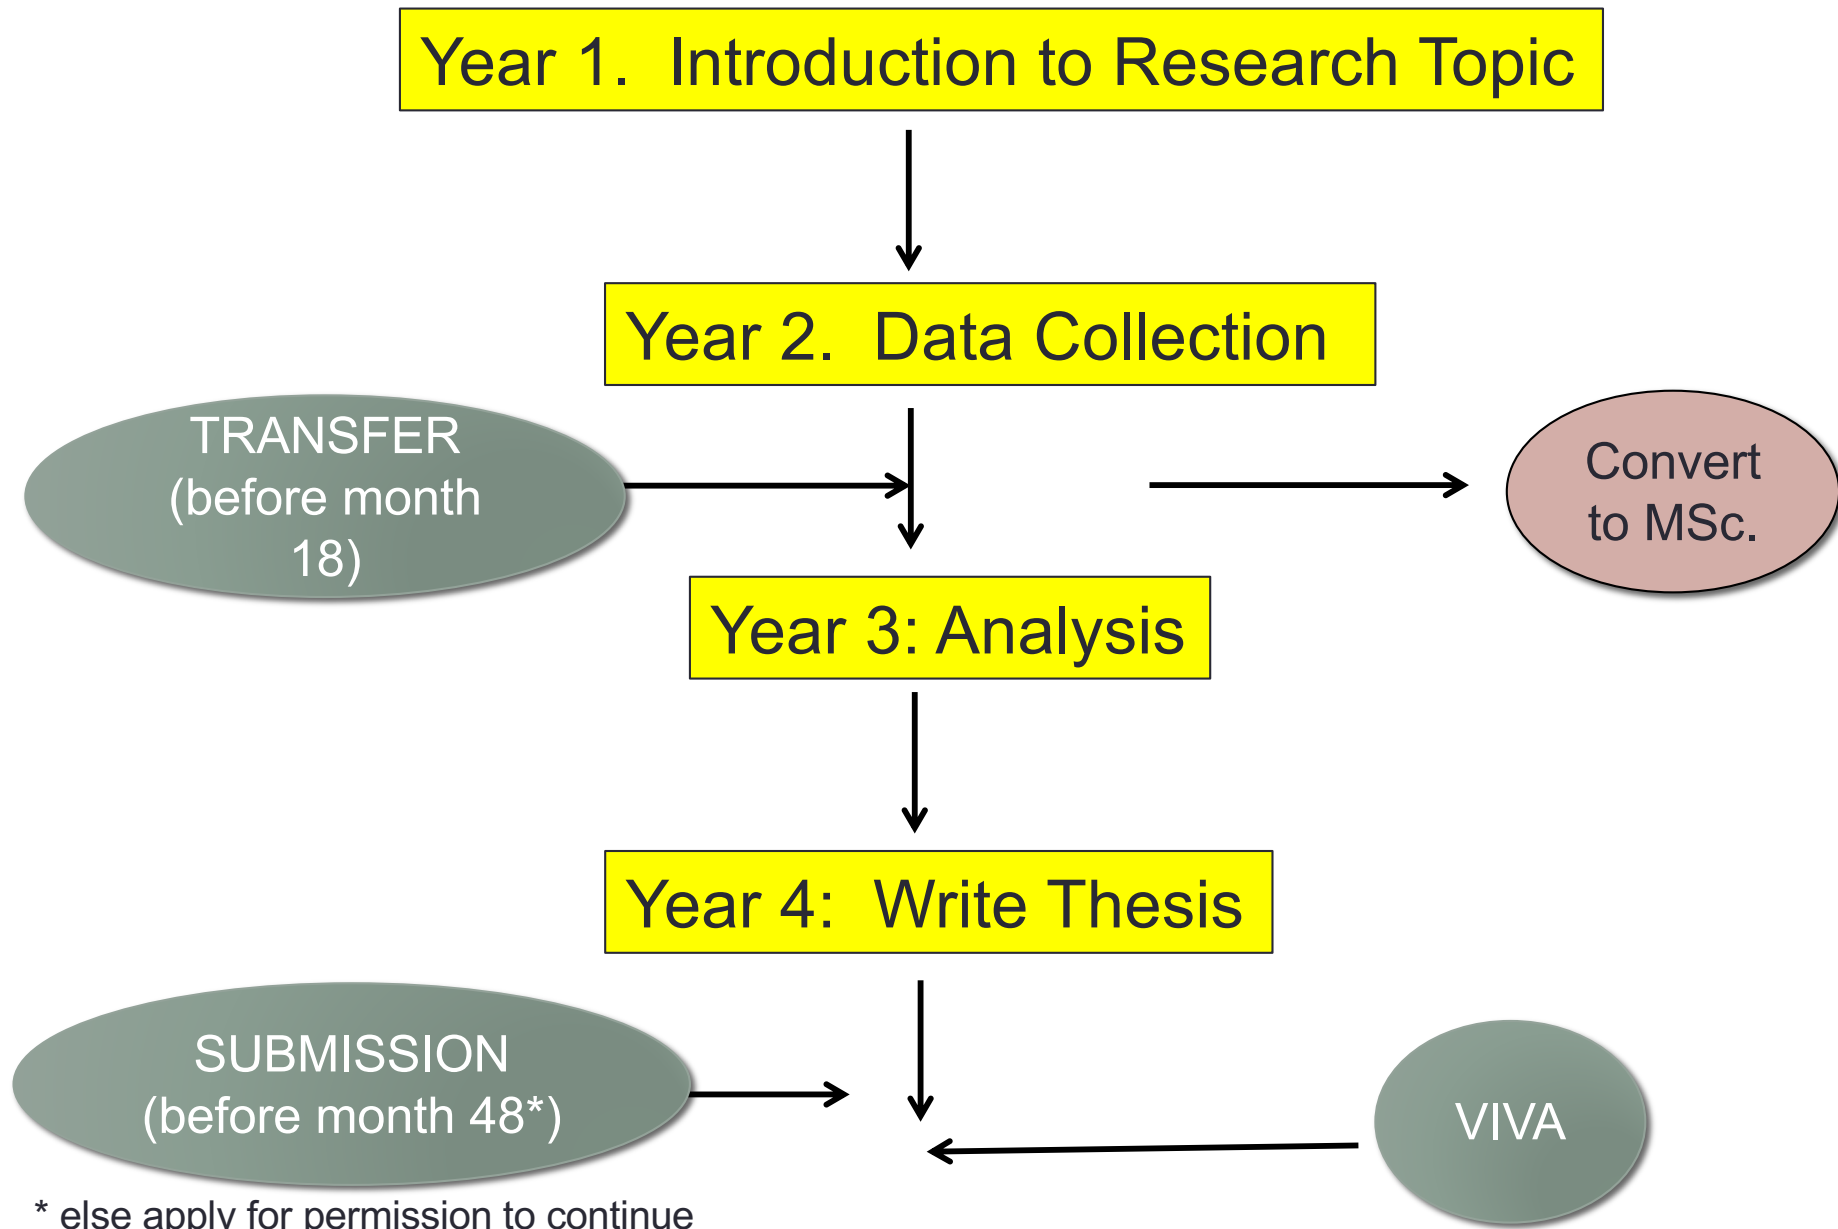 Year 1.  Introduction to Research Topic
Year 2.  Data Collection
TRANSFER
(before month
18)
Convert
to MSc.
Year 3: Analysis
Year 4:  Write Thesis
SUBMISSION
(before month 48*)
VIVA
* else apply for permission to continue